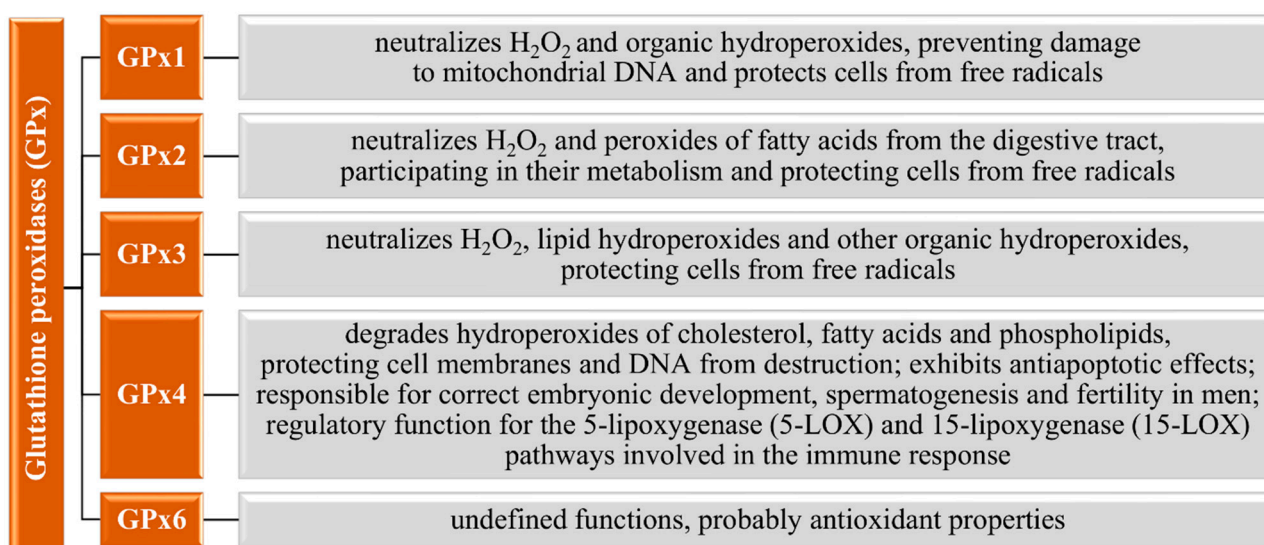 Glutathione peroxidases (GPx)
GPx1
neutralizes H₂O₂ and organic hydroperoxides, preventing damage
to mitochondrial DNA and protects cells from free radicals
GPx2
neutralizes H₂O₂ and peroxides of fatty acids from the digestive tract,
participating in their metabolism and protecting cells from free radicals
GPx3
neutralizes H₂O₂, lipid hydroperoxides and other organic hydroperoxides,
protecting cells from free radicals
GPx4
degrades hydroperoxides of cholesterol, fatty acids and phospholipids,
protecting cell membranes and DNA from destruction; exhibits antiapoptotic effects;
responsible for correct embryonic development, spermatogenesis and fertility in men;
regulatory function for the 5-lipoxygenase (5-LOX) and 15-lipoxygenase (15-LOX)
pathways involved in the immune response
GPx6
undefined functions, probably antioxidant properties